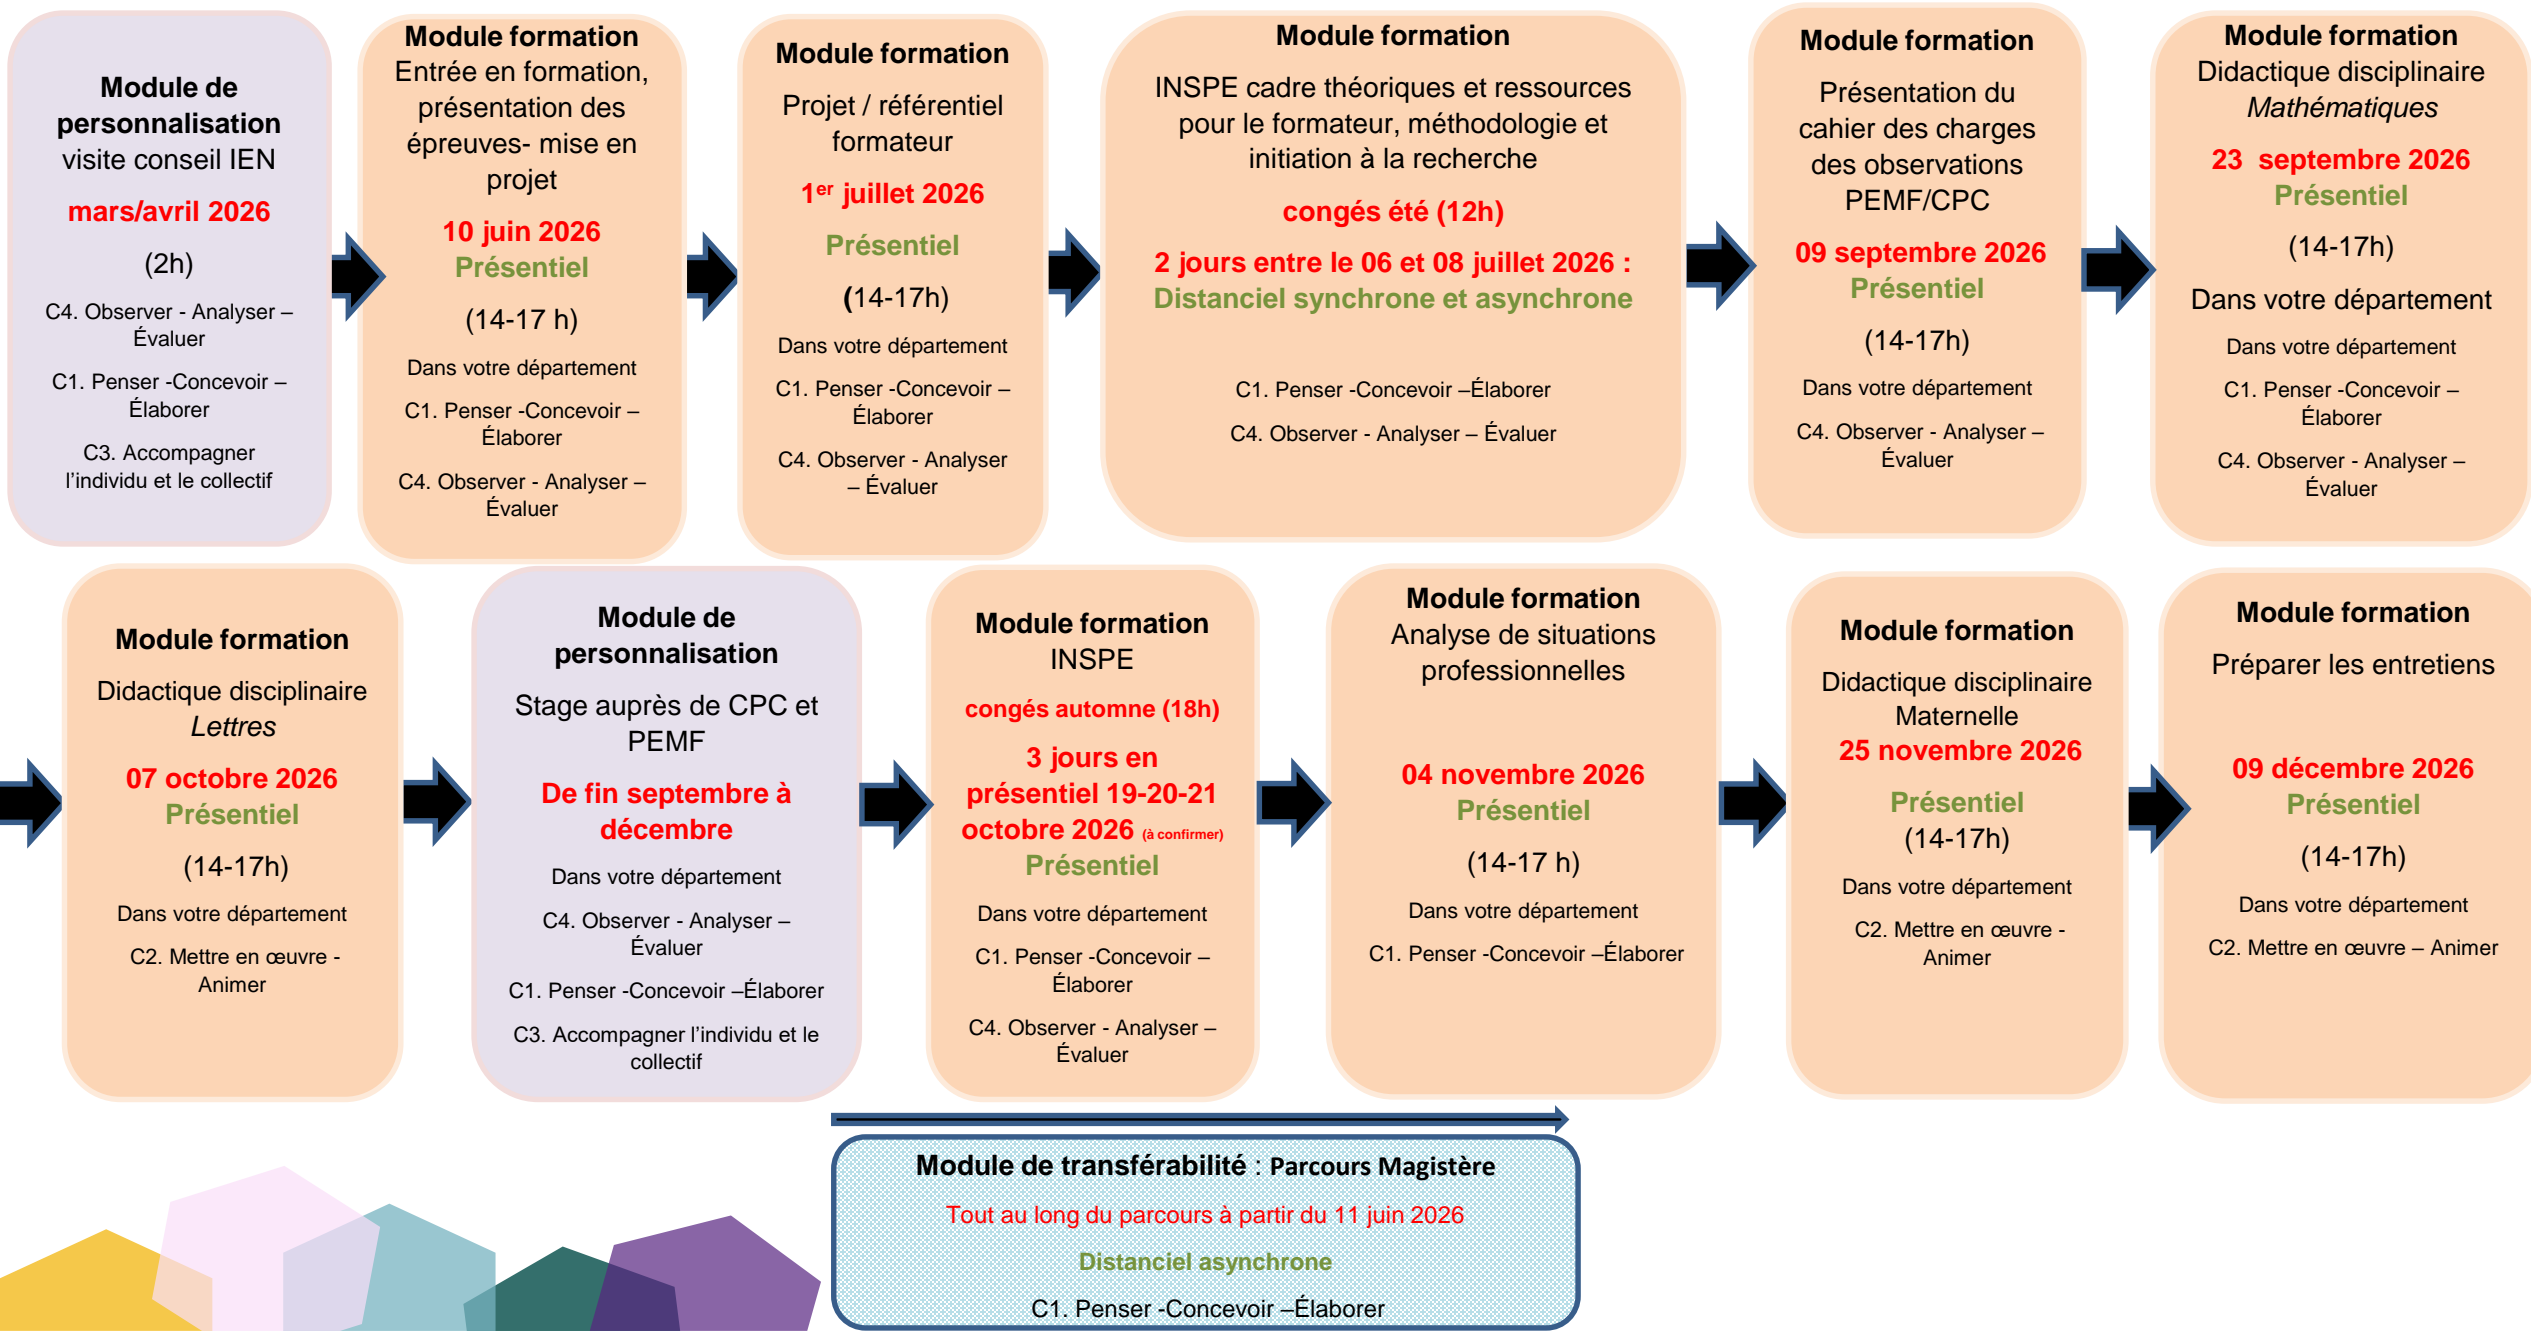 Module de
personnalisation
visite conseil IEN
mars/avril 2026
(2h)
C4. Observer - Analyser –
Évaluer
C1. Penser -Concevoir –
Élaborer
C3. Accompagner
l’individu et le collectif
Module formation
Entrée en formation,
présentation des
épreuves- mise en
projet
10 juin 2026
Présentiel
(14-17 h)
Dans votre département
C1. Penser -Concevoir –
Élaborer
C4. Observer - Analyser –
Évaluer
Module formation
Projet / référentiel
formateur
1er juillet 2026
Présentiel
(14-17h)
Dans votre département
C1. Penser -Concevoir –
Élaborer
C4. Observer - Analyser
– Évaluer
Module formation
INSPE cadre théoriques et ressources
pour le formateur, méthodologie et
initiation à la recherche
congés été (12h)
2 jours entre le 06 et 08 juillet 2026 :
Distanciel synchrone et asynchrone
C1. Penser -Concevoir –Élaborer
C4. Observer - Analyser – Évaluer
Module formation
Présentation du
cahier des charges
des observations
PEMF/CPC
09 septembre 2026
Présentiel
(14-17h)
Dans votre département
C4. Observer - Analyser –
Évaluer
Module formation
Didactique disciplinaire
Mathématiques
23 septembre 2026
Présentiel
(14-17h)
Dans votre département
Dans votre département
C1. Penser -Concevoir –
Élaborer
C4. Observer - Analyser –
Évaluer
Module formation
Didactique disciplinaire
Lettres
07 octobre 2026
Présentiel
(14-17h)
Dans votre département
C2. Mettre en œuvre -
Animer
Module de
personnalisation
Stage auprès de CPC et
PEMF
De fin septembre à
décembre
Dans votre département
C4. Observer - Analyser –
Évaluer
C1. Penser -Concevoir –Élaborer
C3. Accompagner l’individu et le
collectif
Module formation
INSPE
congés automne (18h)
3 jours en
présentiel 19-20-21
octobre 2026 (à confirmer)
Présentiel
Dans votre département
C1. Penser -Concevoir –
Élaborer
C4. Observer - Analyser –
Évaluer
Module formation
Analyse de situations
professionnelles
04 novembre 2026
Présentiel
(14-17 h)
Dans votre département
C1. Penser -Concevoir –Élaborer
Module formation
Didactique disciplinaire
Maternelle
25 novembre 2026
Présentiel
(14-17h)
Dans votre département
C2. Mettre en œuvre -
Animer
Module formation
Préparer les entretiens
09 décembre 2026
Présentiel
(14-17h)
Dans votre département
C2. Mettre en œuvre – Animer
Module de transférabilité : Parcours Magistère
Tout au long du parcours à partir du 11 juin 2026
Distanciel asynchrone
C1. Penser -Concevoir –Élaborer